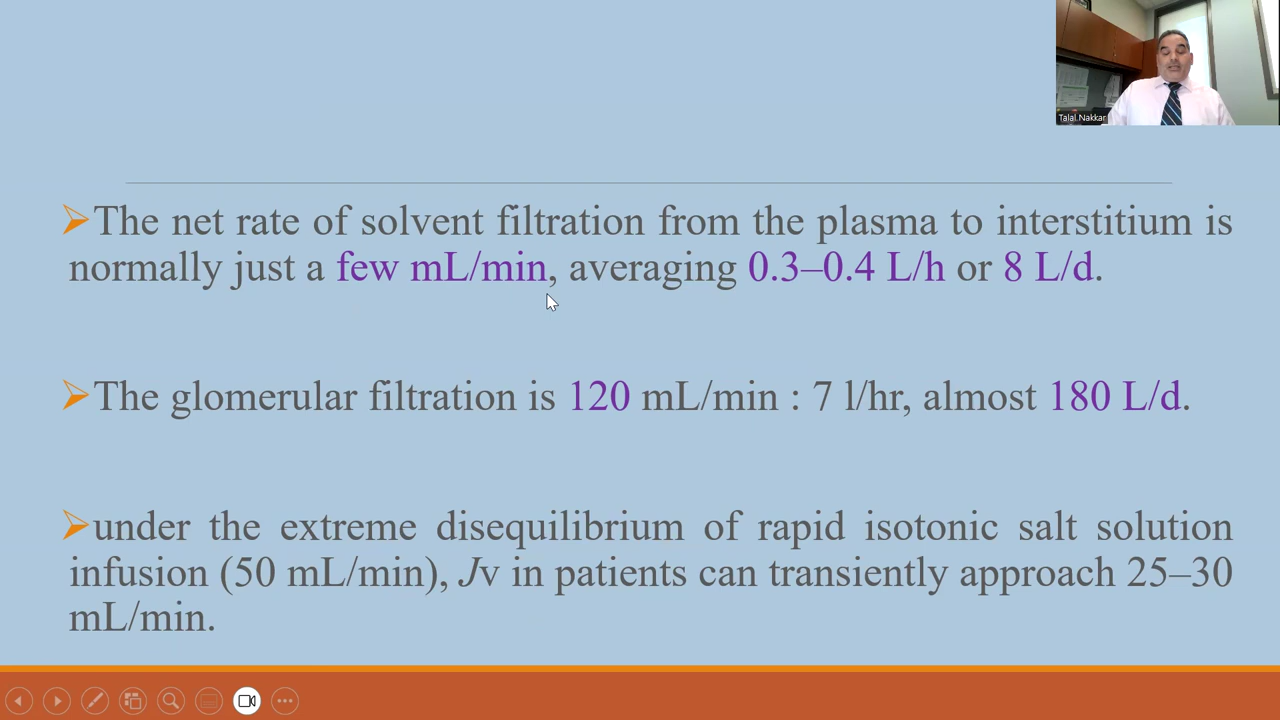 Talal Nakkar
The net rate of solvent filtration from the plasma to interstitium is
normally just a few mL/min, averaging 0.3–0.4 L/h or 8 L/d.
The glomerular filtration is 120 mL/min : 7 l/hr, almost 180 L/d.
under the extreme disequilibrium of rapid isotonic salt solution
infusion (50 mL/min), Jv in patients can transiently approach 25–30
mL/min.